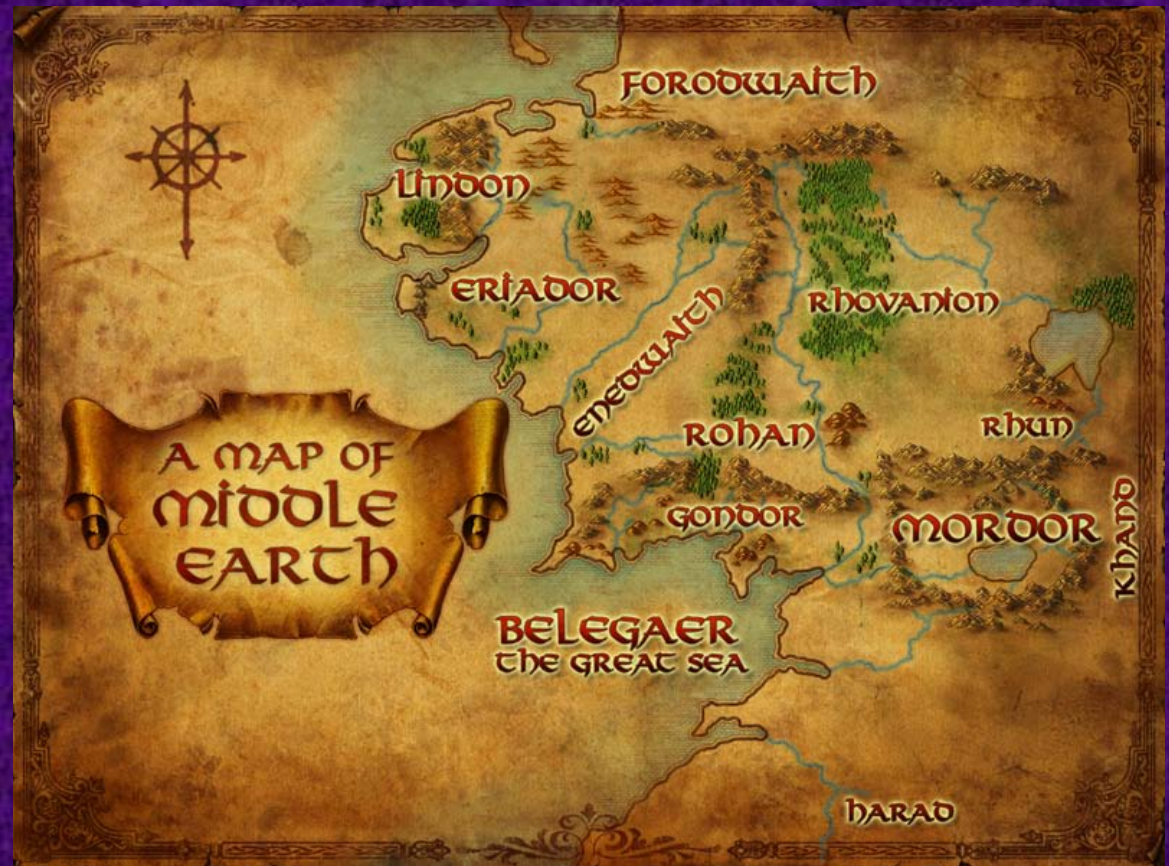 FORODWAITH
LINDON
ERIADOR
RHOVANION
ENEDWAITH
RHUN
ROHAN
A MAP OF
MIDDLE
EARTH
GONDOR
MORDOR
KHAND
BELEGAER
THE GREAT SEA
HARAD